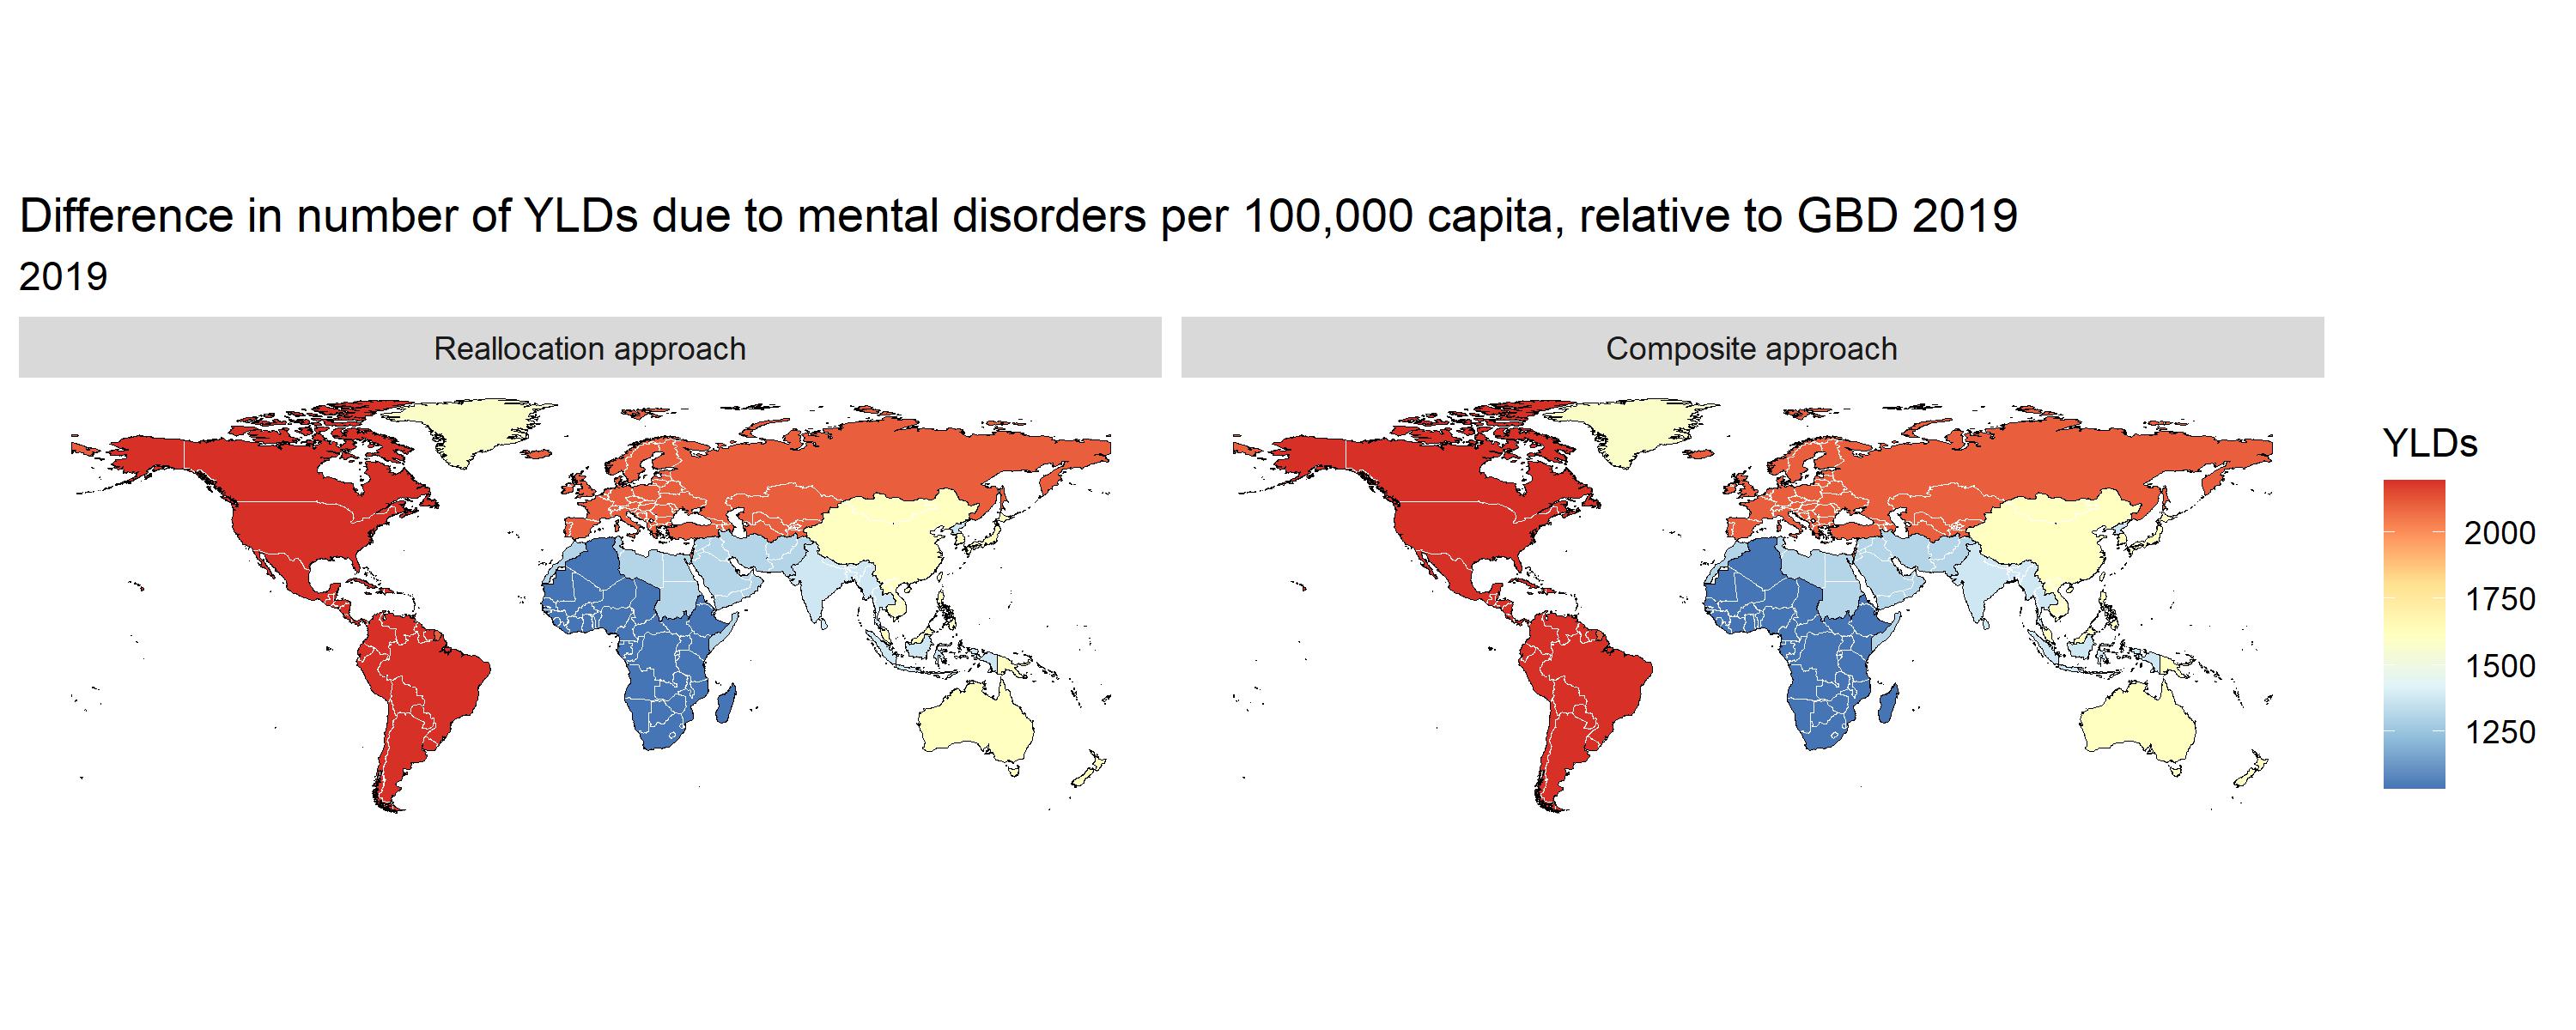 Difference in number of YLDs due to mental disorders per 100,000 capita, relative to GBD 2019
2019
Reallocation approach
Composite approach
YLDs
2000
1750
1500
1250